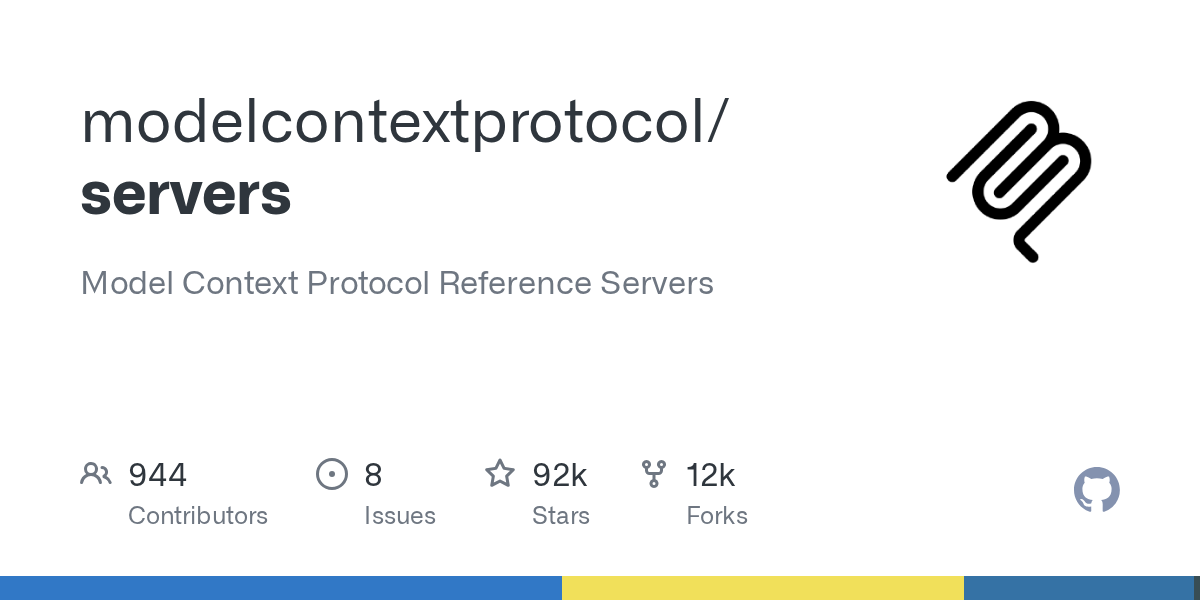 modelcontextprotocol/
servers
Model Context Protocol Reference Servers
944 8 92k 12k
Contributors Issues Stars Forks